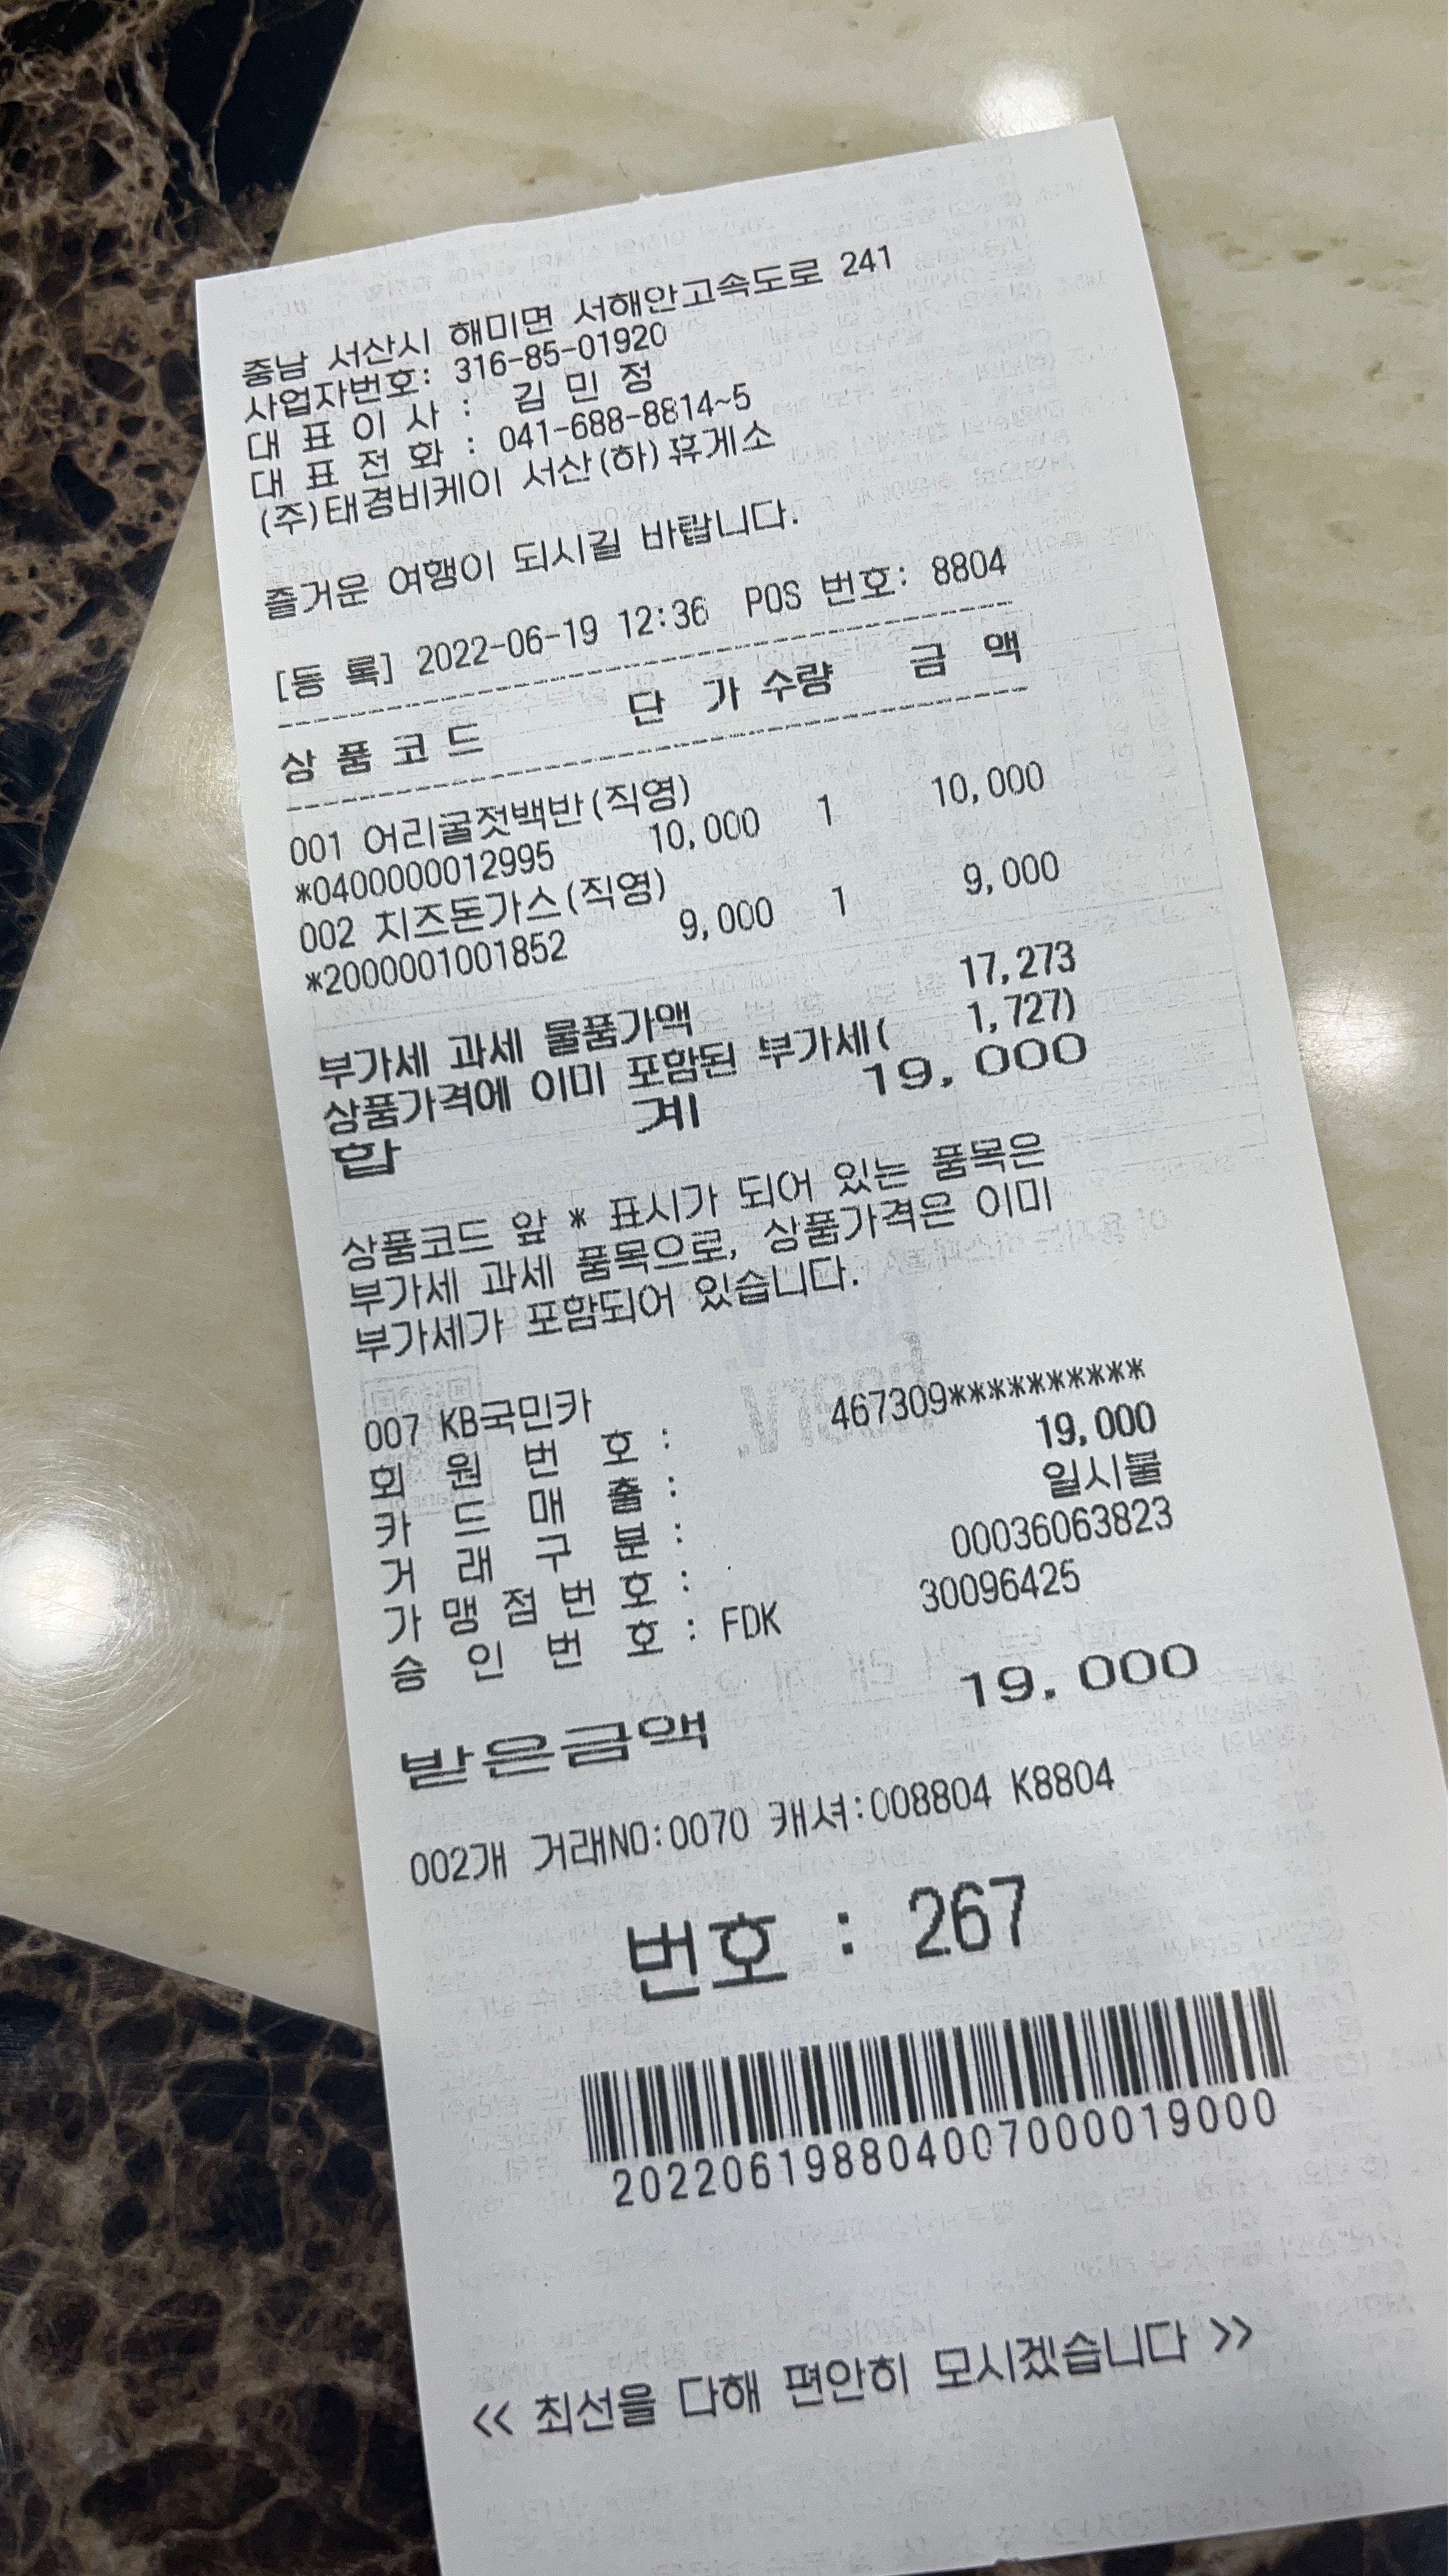 충남 서산시 해미면 서해안고속도로 241
사업자번호: 316-85-01920
대 표 이 사 : 김 민 정
대 표 전 화 : 041-688-8814~5
(주)태경비케이 서산(하)휴게소
즐거운 여행이 되시길 바랍니다.
[등 록] 2022-06-19 12:36 POS 번호: 8804
상 품 코 드 단 가 수량 금 액
001 어리굴젓백반(직영)
*0400000012995 10,000 1 10,000
002 치즈돈가스(직영)
*2000001001852 9,000 1 9,000
부가세 과세 물품가액 17,273
상품가격에 이미 포함된 부가세( 1,727)
합 계 19,000
상품코드 앞 * 표시가 되어 있는 품목은
부가세 과세 품목으로, 상품가격은 이미
부가세가 포함되어 있습니다.
007 KB국민카
회 원 번 호 : 467309**********
카 드 매 출 : 19,000
거 래 구 분 : 일시불
가 맹 점 번 호 : 00036063823
승 인 번 호 : FDK 30096425
받은금액 19,000
002개 거래NO:0070 캐셔:008804 K8804
번호 : 267
20220619880400700001​9000
<< 최선을 다해 편안히 모시겠습니다 >>